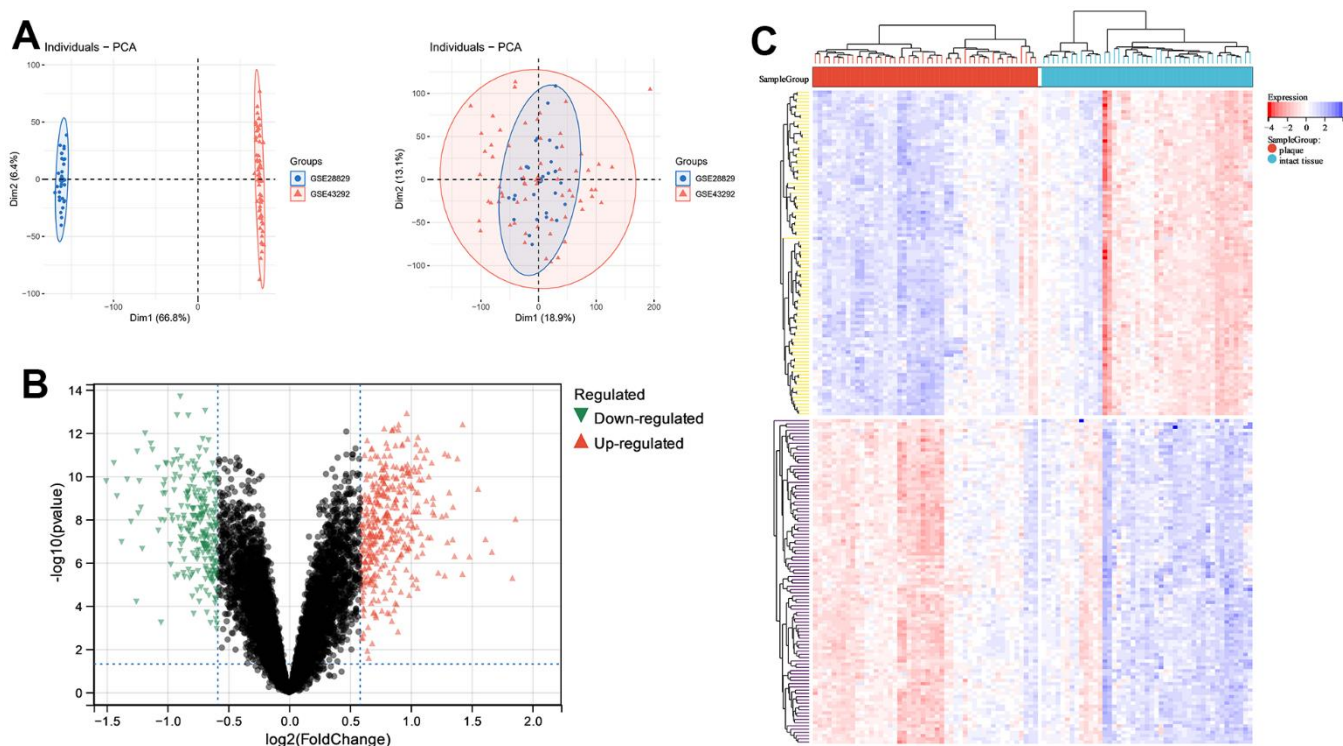 A
Individuals − PCA
100
50
0
−50
−100
−100
0
Dim2 (6.4%)
Dim1 (66.8%)
Groups
GSE28829
GSE43292
Individuals − PCA
100
50
0
−50
−100
−100
0
100
200
Dim2 (13.1%)
Dim1 (18.9%)
Groups
GSE28829
GSE43292
B
14
12
10
8
6
4
2
0
-1.5
-1.0
-0.5
0.0
0.5
1.0
1.5
2.0
-log10(pvalue)
log2(FoldChange)
Regulated
Down-regulated
Up-regulated
C
SampleGroup
Expression
-4 -2 0 2
SampleGroup:
plaque
intact tissue